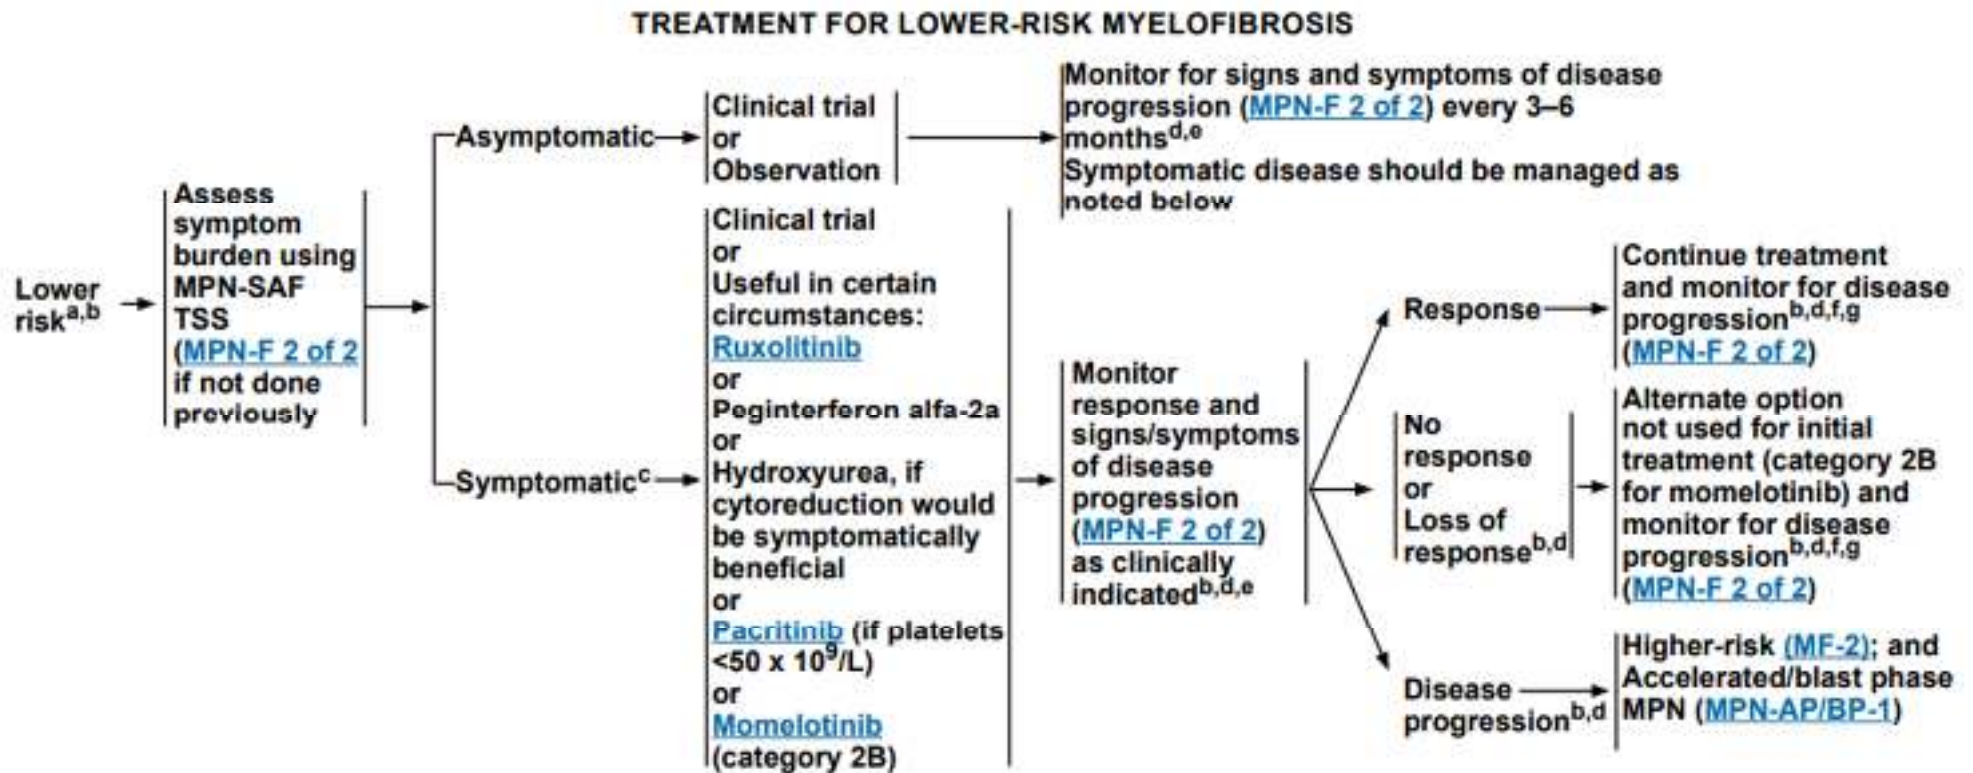 TREATMENT FOR LOWER-RISK MYELOFIBROSIS
Lower
risk^a,b
Assess
symptom
burden using
MPN-SAF
TSS
(MPN-F 2 of 2
if not done
previously
Asymptomatic
Clinical trial
or
Observation
Monitor for signs and symptoms of disease
progression (MPN-F 2 of 2) every 3–6
months^d,e
Symptomatic disease should be managed as
noted below
Symptomatic^c
Clinical trial
or
Useful in certain
circumstances:
Ruxolitinib
or
Peginterferon alfa-2a
or
Hydroxyurea, if
cytoreduction would
be symptomatically
beneficial
or
Pacritinib (if platelets
<50 x 10^9/L)
or
Momelotinib
(category 2B)
Monitor
response and
signs/symptoms
of disease
progression
(MPN-F 2 of 2)
as clinically
indicated^b,d,e
Response
Continue treatment
and monitor for disease
progression^b,d,f,g
(MPN-F 2 of 2)
No
response
or
Loss of
response^b,d
Alternate option
not used for initial
treatment (category 2B
for momelotinib) and
monitor for disease
progression^b,d,f,g
(MPN-F 2 of 2)
Disease
progression^b,d
Higher-risk (MF-2); and
Accelerated/blast phase
MPN (MPN-AP/BP-1)